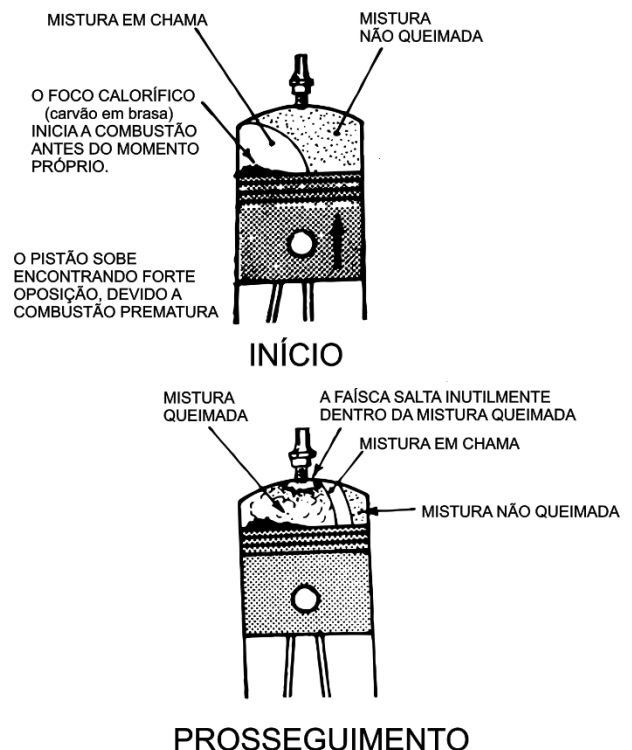 MISTURA EM CHAMA
MISTURA
NÃO QUEIMADA
O FOCO CALORÍFICO
(carvão em brasa)
INICIA A COMBUSTÃO
ANTES DO MOMENTO
PRÓPRIO.
O PISTÃO SOBE
ENCONTRANDO FORTE
OPOSIÇÃO, DEVIDO A
COMBUSTÃO PREMATURA
INÍCIO
MISTURA
QUEIMADA
A FAÍSCA SALTA INUTILMENTE
DENTRO DA MISTURA QUEIMADA
MISTURA EM CHAMA
MISTURA NÃO QUEIMADA
PROSSEGUIMENTO